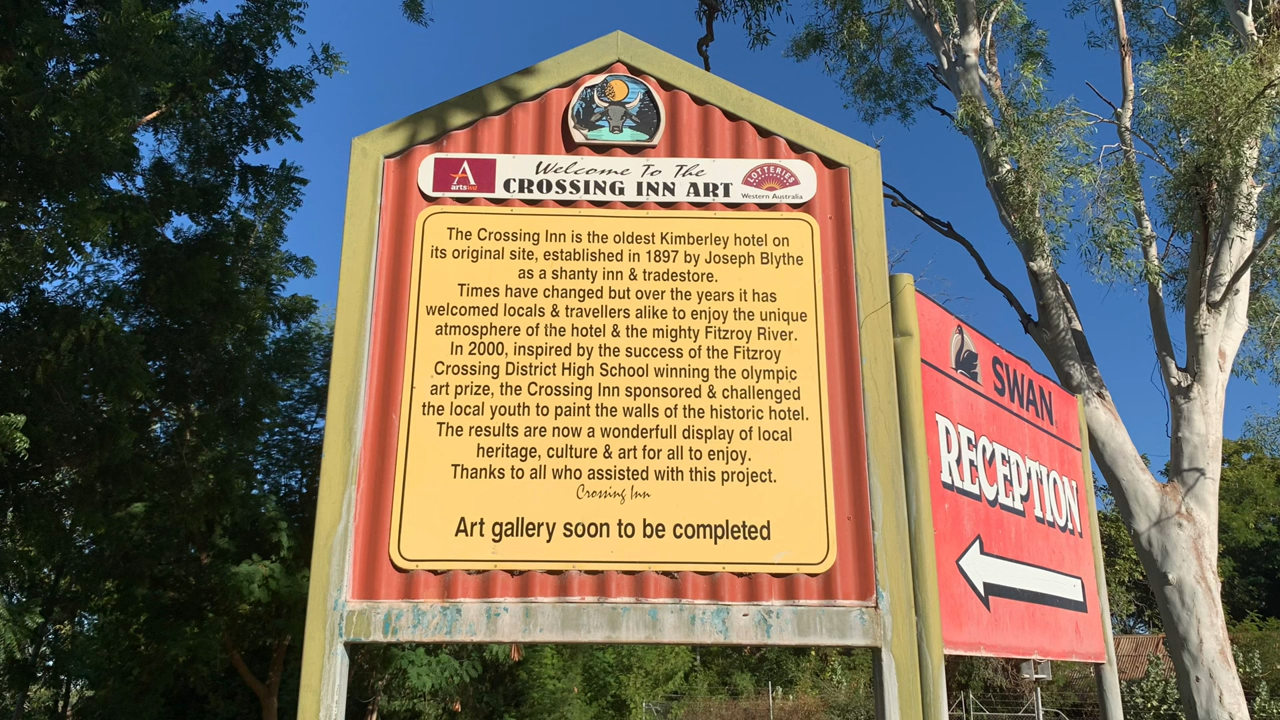 Welcome To The
CROSSING INN ART
A
artswa
LOTTERIES
Western Australia
The Crossing Inn is the oldest Kimberley hotel on
its original site, established in 1897 by Joseph Blythe
as a shanty inn & tradestore.
Times have changed but over the years it has
welcomed locals & travellers alike to enjoy the unique
atmosphere of the hotel & the mighty Fitzroy River.
In 2000, inspired by the success of the Fitzroy
Crossing District High School winning the olympic
art prize, the Crossing Inn sponsored & challenged
the local youth to paint the walls of the historic hotel.
The results are now a wonderfull display of local
heritage, culture & art for all to enjoy.
Thanks to all who assisted with this project.
Crossing Inn
Art gallery soon to be completed
SWAN
RECEPTION